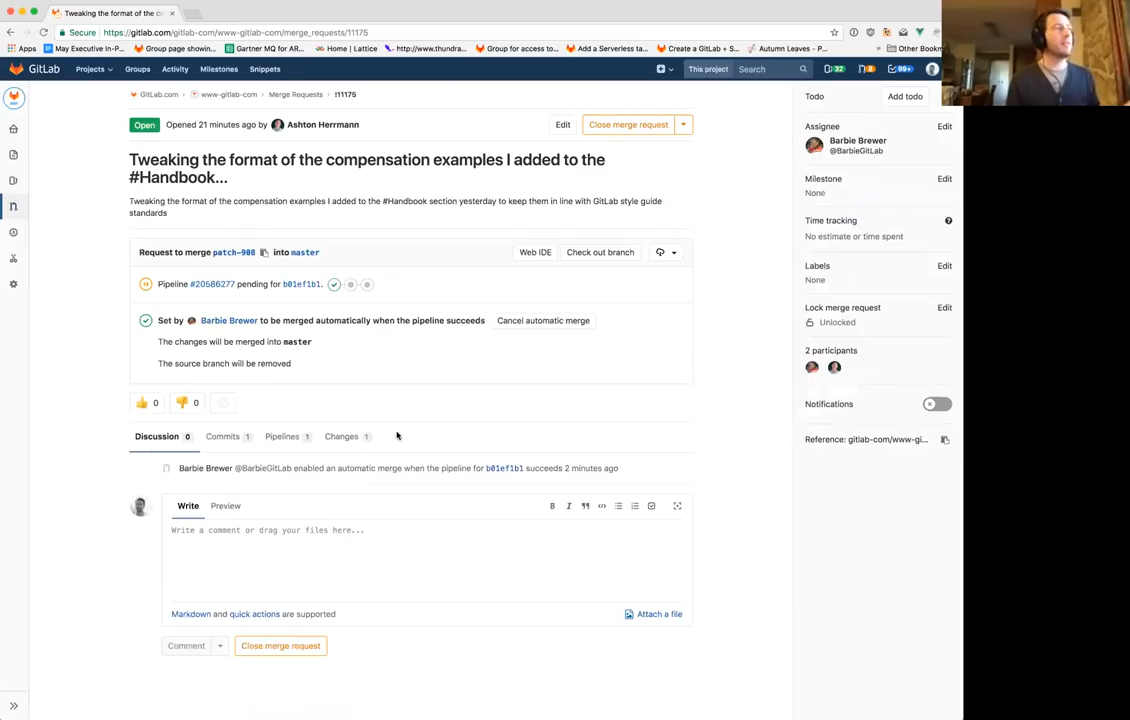 Tweaking the format of the co
Secure https://gitlab.com/gitlab-com/www-gitlab-com/merge_requests/11175
Apps May Executive In-P... Group page showin... Gartner MQ for AR... Home | Lattice http://www.thundra... Group for access to... Add a Serverless ta... Create a GitLab + S... Autumn Leaves - P... Other Bookm
GitLab Projects Groups Activity Milestones Snippets This project Search 32 8 99+
GitLab.com www-gitlab-com Merge Requests !11175
Todo Add todo
Open Opened 21 minutes ago by Ashton Herrmann Edit Close merge request
Assignee Edit
Barbie Brewer
@BarbieGitLab
Tweaking the format of the compensation examples I added to the
#Handbook...
Milestone Edit
None
Tweaking the format of the compensation examples I added to the #Handbook section yesterday to keep them in line with GitLab style guide
standards
Time tracking
No estimate or time spent
Request to merge patch-908 into master Web IDE Check out branch
Labels Edit
None
Pipeline #20586277 pending for b01ef1b1.
Lock merge request Edit
Unlocked
Set by Barbie Brewer to be merged automatically when the pipeline succeeds Cancel automatic merge
The changes will be merged into master
The source branch will be removed
2 participants
0 0
Notifications
Discussion 0 Commits 1 Pipelines 1 Changes 1
Reference: gitlab-com/www-gi...
Barbie Brewer @BarbieGitLab enabled an automatic merge when the pipeline for b01ef1b1 succeeds 2 minutes ago
Write Preview
Write a comment or drag your files here...
Markdown and quick actions are supported Attach a file
Comment Close merge request